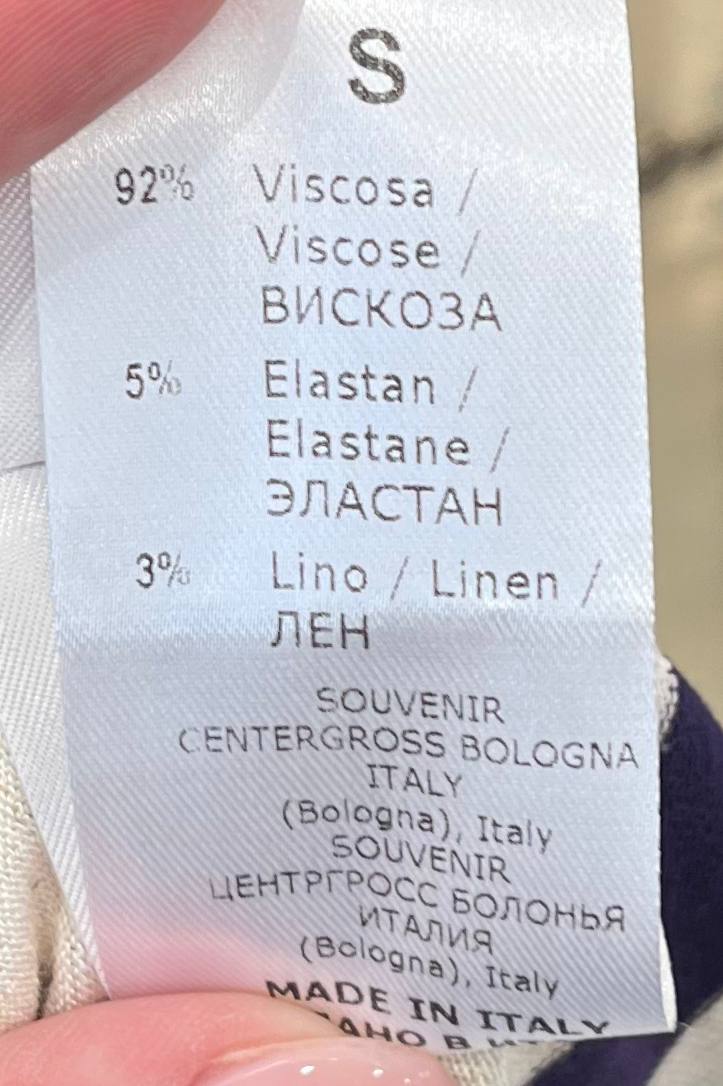 S
92% Viscosa /
Viscose /
ВИСКОЗА
5% Elastan /
Elastane /
ЭЛАСТАН
3% Lino / Linen /
ЛЕН
SOUVENIR
CENTERGROSS BOLOGNA
ITALY
(Bologna), Italy
SOUVENIR
ЦЕНТРГРОСС БОЛОНЬЯ
ИТАЛИЯ
(Bologna), Italy
MADE IN ITALY
В